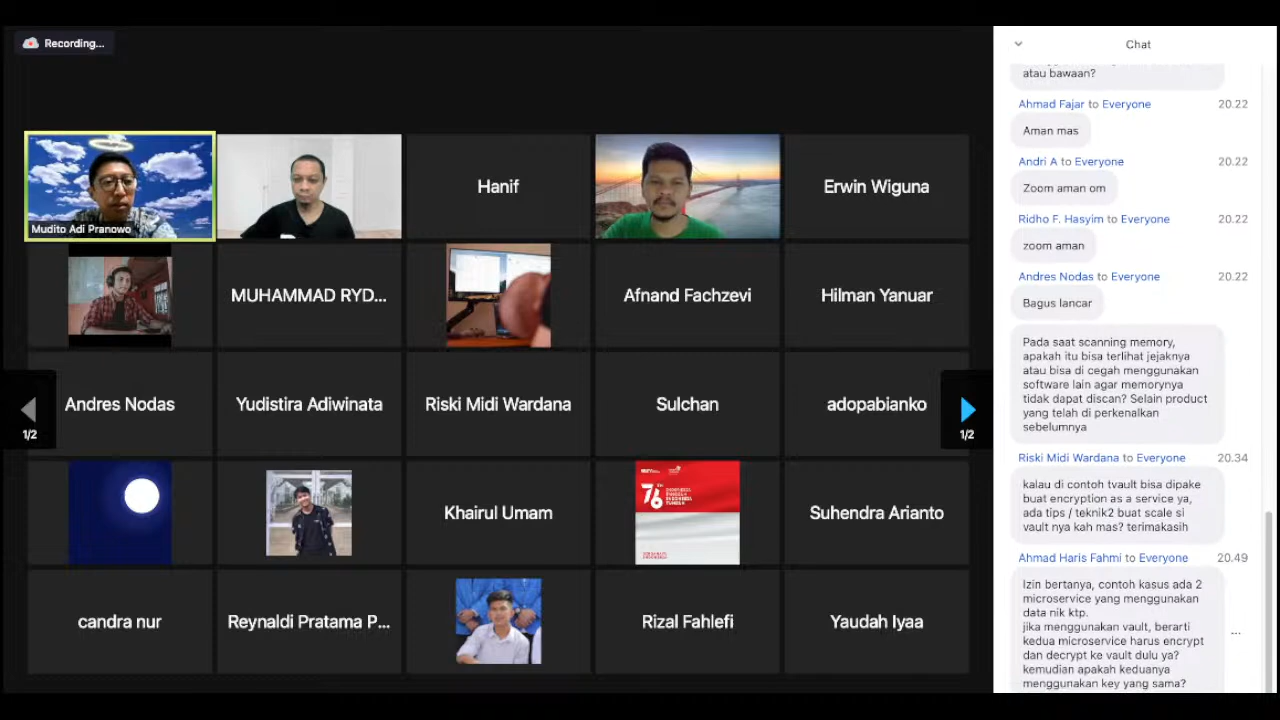 Recording...
Mudito Adi Pranowo
Hanif
Erwin Wiguna
MUHAMMAD RYD...
Afnand Fachzevi
Hilman Yanuar
Andres Nodas
Yudistira Adiwinata
Riski Midi Wardana
Sulchan
adopabianko
1/2
1/2
Khairul Umam
76
Suhendra Arianto
candra nur
Reynaldi Pratama P...
Rizal Fahlefi
Yaudah Iyaa
Chat
atau bawaan?
Ahmad Fajar to Everyone 20.22
Aman mas
Andri A to Everyone 20.22
Zoom aman om
Ridho F. Hasyim to Everyone 20.22
zoom aman
Andres Nodas to Everyone 20.22
Bagus lancar
Pada saat scanning memory,
apakah itu bisa terlihat jejaknya
atau bisa di cegah menggunakan
software lain agar memorynya
tidak dapat discan? Selain product
yang telah di perkenalkan
sebelumnya
Riski Midi Wardana to Everyone 20.34
kalau di contoh tvault bisa dipake
buat encryption as a service ya,
ada tips / teknik2 buat scale si
vault nya kah mas? terimakasih
Ahmad Haris Fahmi to Everyone 20.49
Izin bertanya, contoh kasus ada 2
microservice yang menggunakan
data nik ktp.
jika menggunakan vault, berarti
kedua microservice harus encrypt
dan decrypt ke vault dulu ya?
kemudian apakah keduanya
menggunakan key yang sama?
...